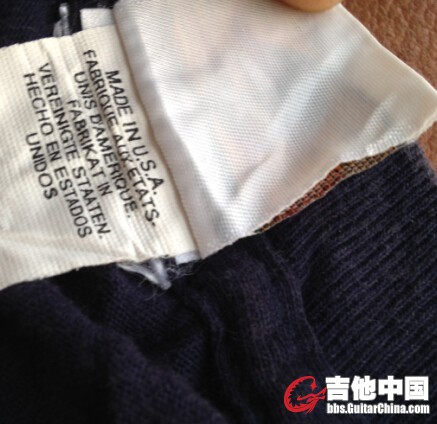 MADE IN U.S.A.
FABRIQUE AUX ETATS-
UNIS D'AMERIQUE.
FABRIKAT IN
VEREINIGTE STAATEN.
HECHO EN ESTADOS
UNIDOS
吉他中国
bbs.GuitarChina.com